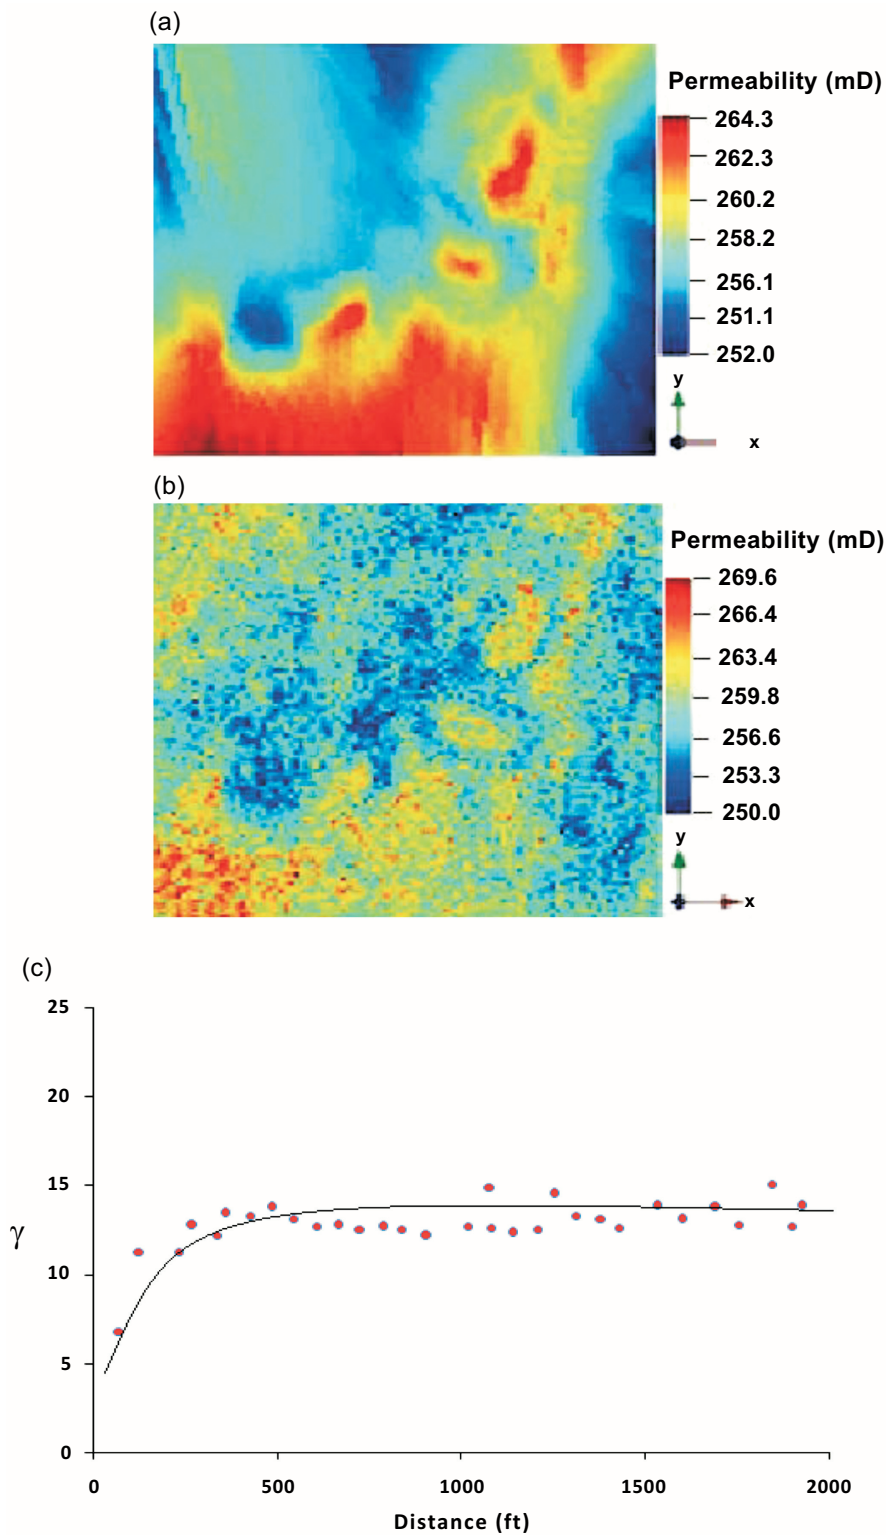 (a)
Permeability (mD)
264.3
262.3
260.2
258.2
256.1
251.1
252.0
y
x
(b)
Permeability (mD)
269.6
266.4
263.4
259.8
256.6
253.3
250.0
y
x
(c)
25
20
15
10
5
0
γ
0 500 1000 1500 2000
Distance (ft)